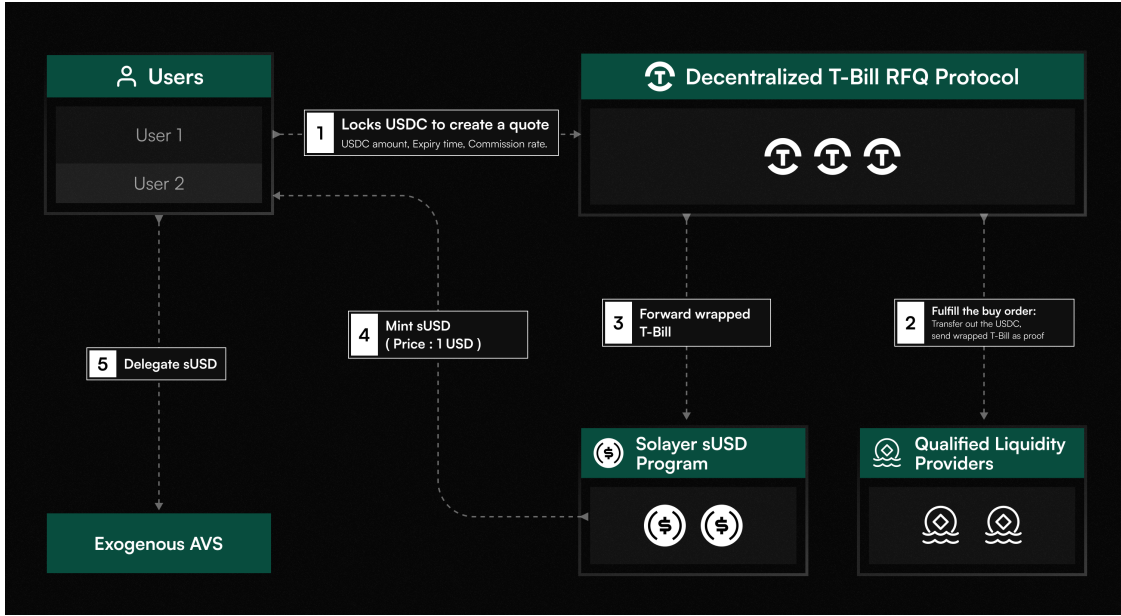 Users
User 1
User 2
1
Locks USDC to create a quote
USDC amount, Expiry time, Commission rate.
Decentralized T-Bill RFQ Protocol
3
Forward wrapped
T-Bill
2
Fulfill the buy order:
Transfer out the USDC,
send wrapped T-Bill as proof
4
Mint sUSD
( Price : 1 USD )
5
Delegate sUSD
Solayer sUSD
Program
Qualified Liquidity
Providers
Exogenous AVS